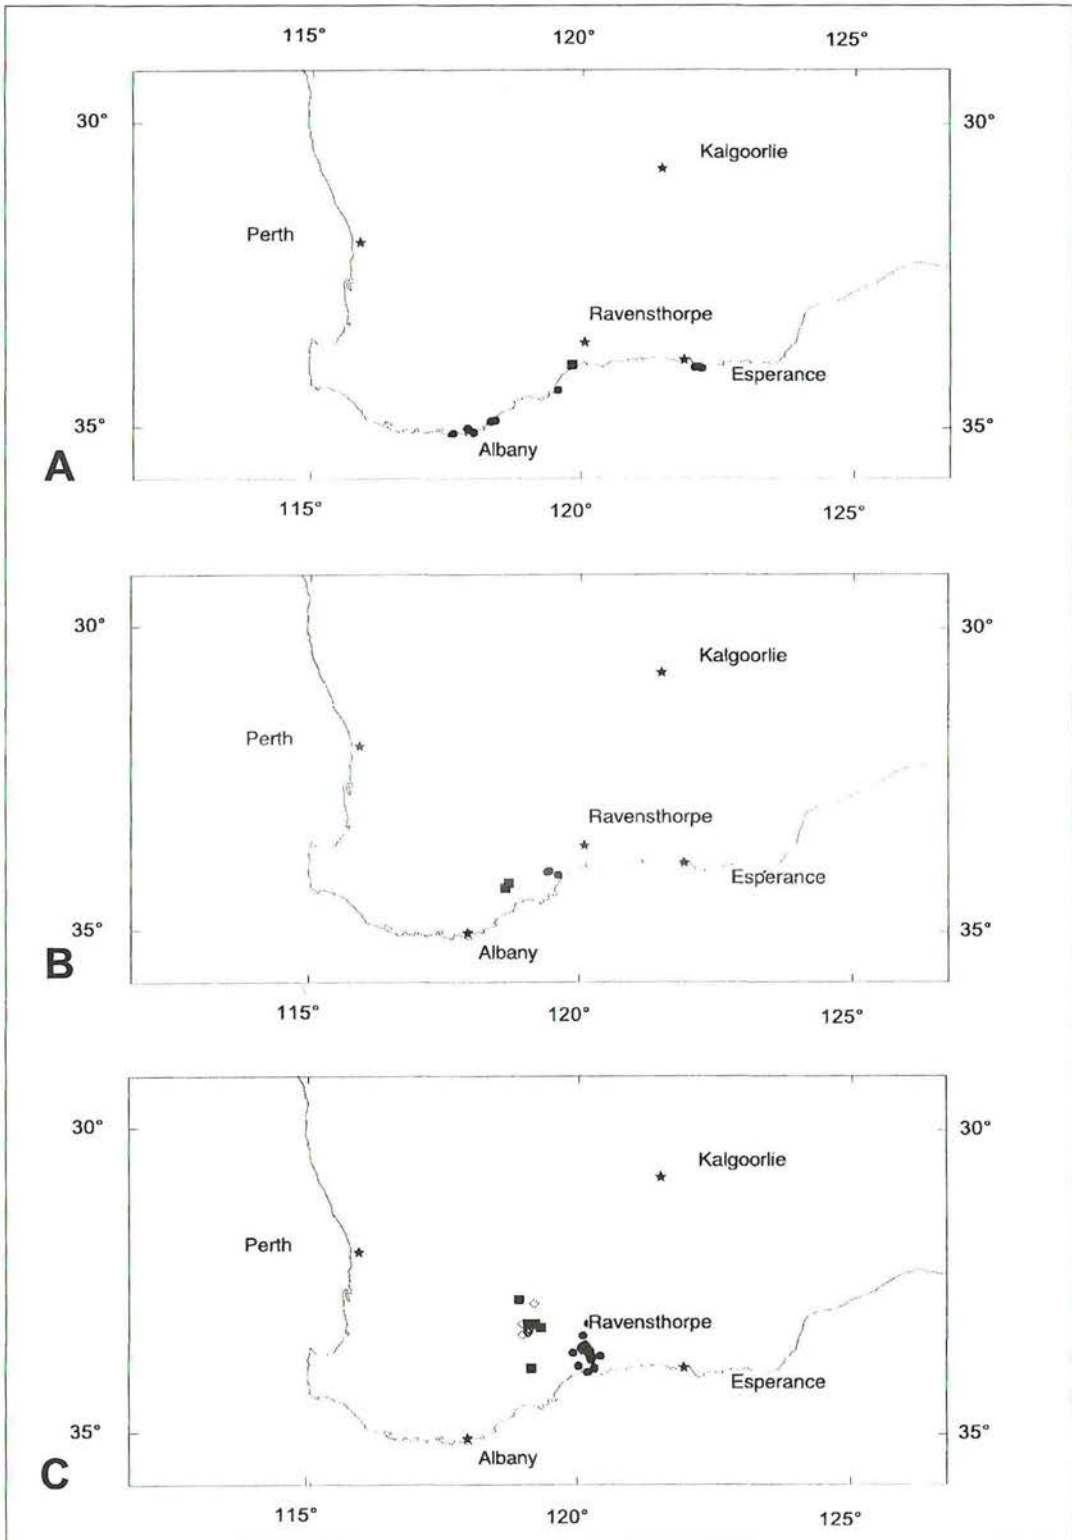 115° 120° 125°
30° 30°
Kalgoorlie
Perth
Ravensthorpe
Esperance
35° 35°
Albany
A
115° 120° 125°
30° 30°
Kalgoorlie
Perth
Ravensthorpe
Esperance
35° 35°
Albany
B
115° 120° 125°
30° 30°
Kalgoorlie
Perth
Ravensthorpe
Esperance
35° 35°
Albany
C
115° 120° 125°